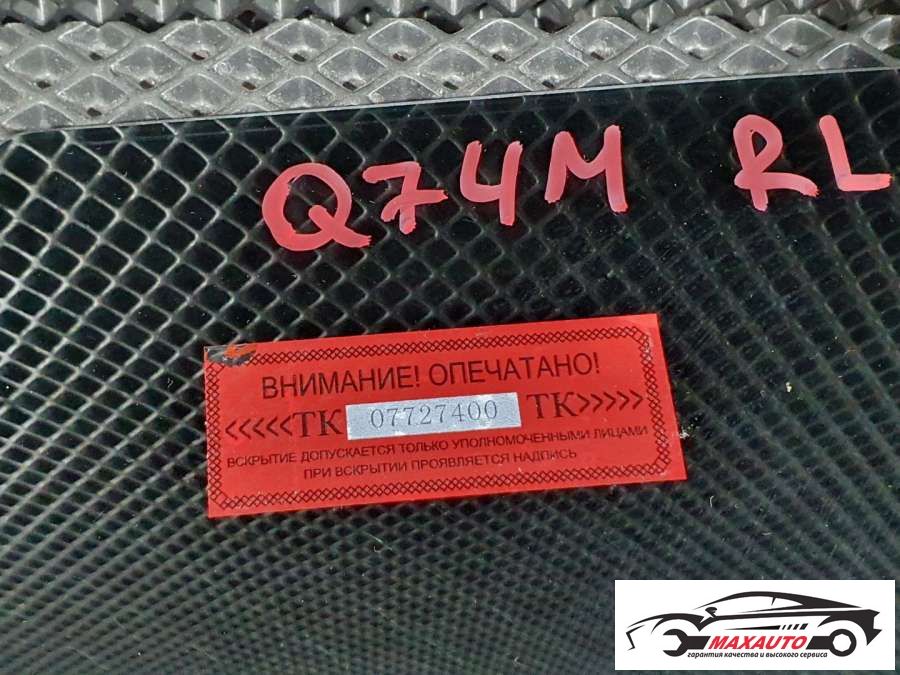 Q74M RL
ВНИМАНИЕ! ОПЕЧАТАНО!
<<<<<ТК 07727400 ТК>>>>>
ВСКРЫТИЕ ДОПУСКАЕТСЯ ТОЛЬКО УПОЛНОМОЧЕННЫМИ ЛИЦАМИ
ПРИ ВСКРЫТИИ ПРОЯВЛЯЕТСЯ НАДПИСЬ
MAXAUTO
гарантия качества и высокого сервиса